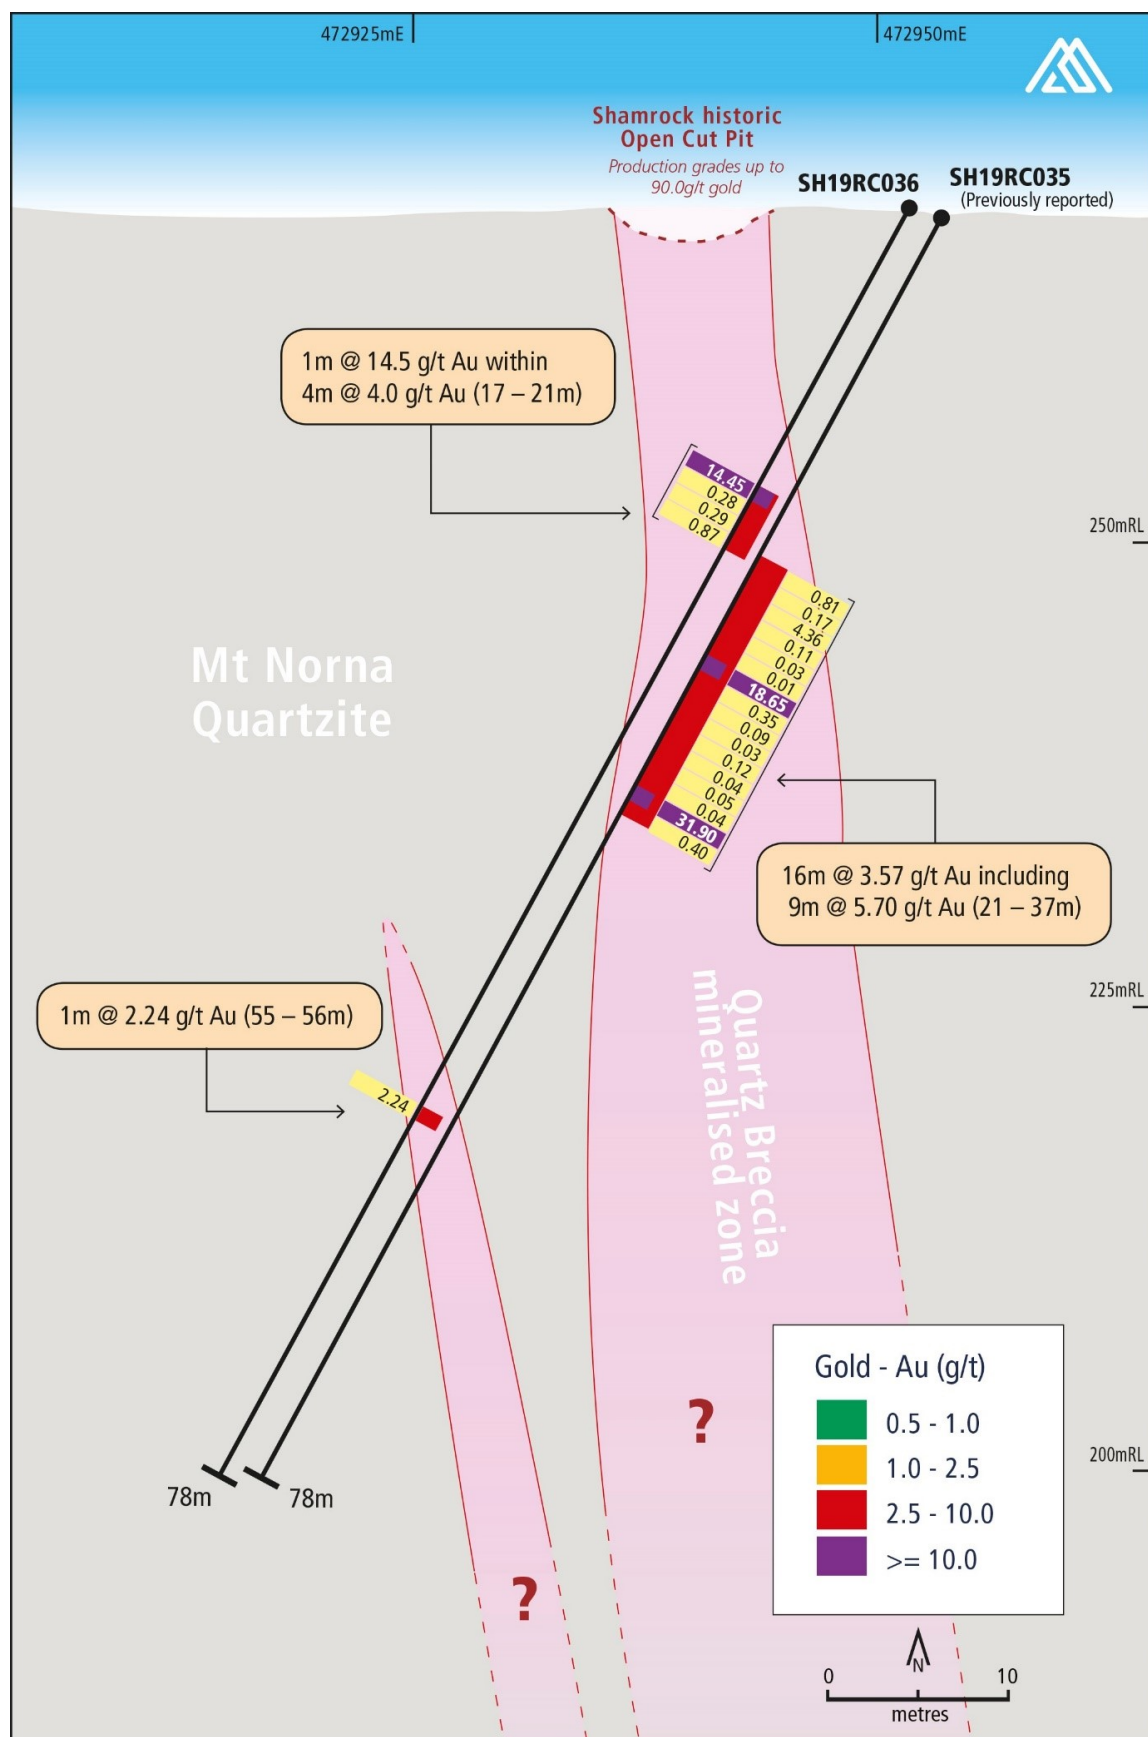 472925mE
472950mE
Shamrock historic
Open Cut Pit
Production grades up to
90.0g/t gold
SH19RC036
SH19RC035
(Previously reported)
1m @ 14.5 g/t Au within
4m @ 4.0 g/t Au (17 – 21m)
14.45
0.28
0.29
0.87
250mRL
0.81
0.17
4.36
0.11
0.03
0.01
18.65
0.35
0.09
0.03
0.12
0.04
0.05
0.04
31.90
0.40
Mt Norna
Quartzite
16m @ 3.57 g/t Au including
9m @ 5.70 g/t Au (21 – 37m)
1m @ 2.24 g/t Au (55 – 56m)
2.24
225mRL
Quartz Breccia
mineralised zone
?
?
78m
78m
200mRL
Gold - Au (g/t)
0.5 - 1.0
1.0 - 2.5
2.5 - 10.0
>= 10.0
N
0
10
metres